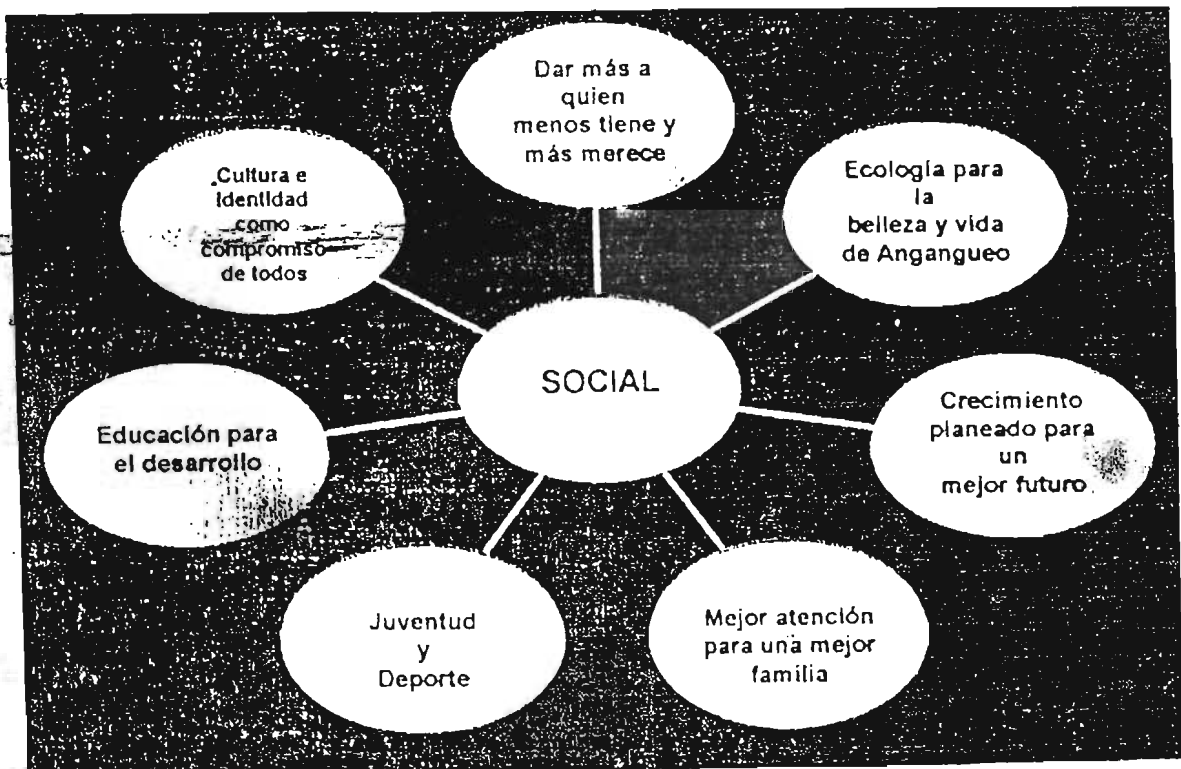 Dar más a
quien
menos tiene y
más merece
Ecología para
la
belleza y vida
de Angangueo
Crecimiento
planeado para
un
mejor futuro
Mejor atención
para una mejor
familia
Juventud
y
Deporte
Educación para
el desarrollo
Cultura e
Identidad
como
compromiso
de todos
SOCIAL